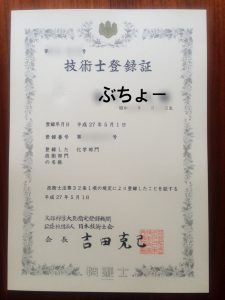 第 号
技術士登録証
ぶちょー
昭和 年 月 日生
登録年月日 平成27年5月1日
登録番号 第 号
登録した 化学部門
技術部門
の名称
技術士法第32条1項の規定により登録したことを証する
平成27年5月1日
文部科学大臣指定登録機関
公益社団法人 日本技術士会
会長 吉田克己